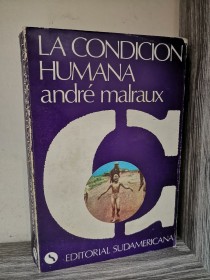 LA CONDICION
HUMANA
andré malraux
C
EDITORIAL SUDAMERICANA